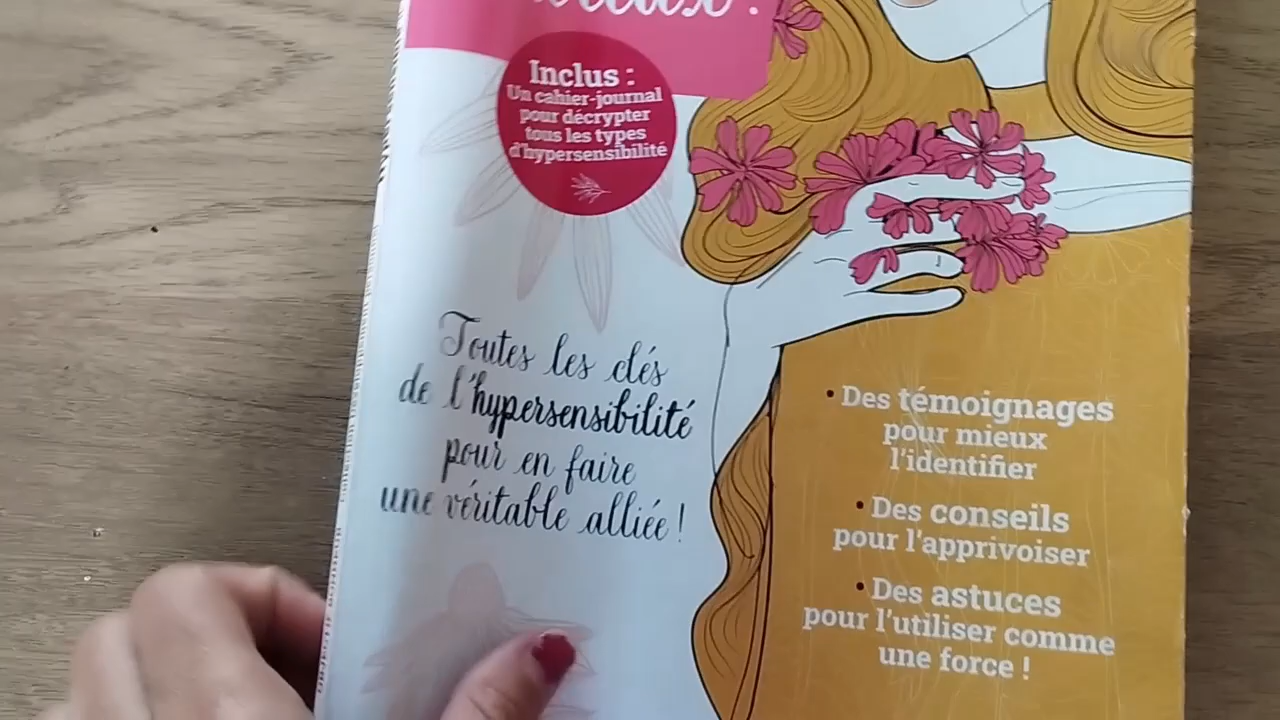 Inclus :
Un cahier-journal
pour décrypter
tous les types
d'hypersensibilité
Toutes les clés
de l'hypersensibilité
pour en faire
une véritable alliée !
• Des témoignages
pour mieux
l'identifier
• Des conseils
pour l'apprivoiser
• Des astuces
pour l'utiliser comme
une force !